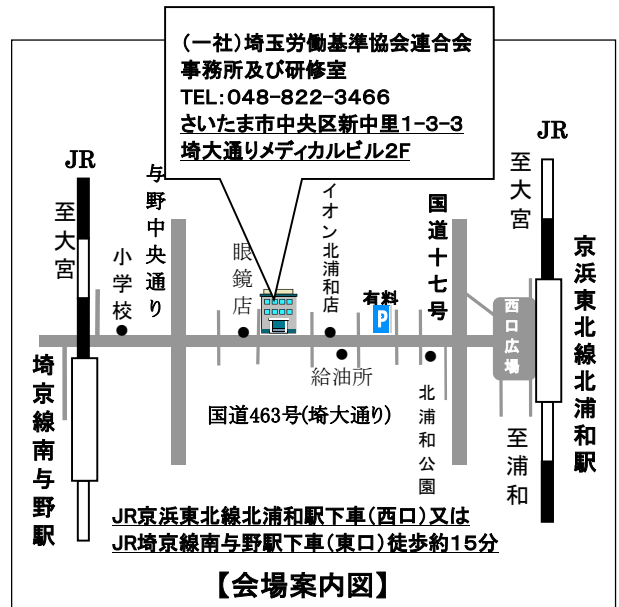 (一社)埼玉労働基準協会連合会
事務所及び研修室
TEL:048-822-3466
さいたま市中央区新中里1-3-3
埼大通りメディカルビル2F
JR
至大宮
小学校
与野中央通り
眼鏡店
イオン北浦和店
有料
P
国道十七号
JR
至大宮
西口広場
京浜東北線北浦和駅
埼京線南与野駅
給油所
国道463号(埼大通り)
北浦和公園
至浦和
JR京浜東北線北浦和駅下車(西口)又は
JR埼京線南与野駅下車(東口)徒歩約15分
【会場案内図】